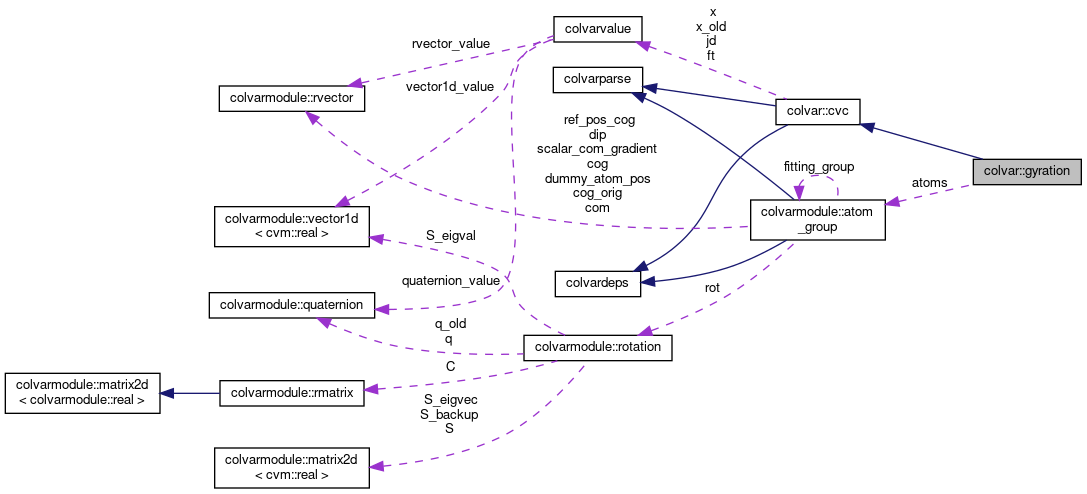 x
x_old
jd
ft
colvarvalue
rvector_value
colvarparse
vector1d_value
colvarmodule::rvector
colvar::cvc
ref_pos_cog
dip
scalar_com_gradient
cog
dummy_atom_pos
cog_orig
com
fitting_group
colvar::gyration
atoms
colvarmodule::atom
_group
colvarmodule::vector1d
< cvm::real >
S_eigval
quaternion_value
colvardeps
rot
colvarmodule::quaternion
q_old
q
colvarmodule::rotation
C
colvarmodule::matrix2d
< colvarmodule::real >
colvarmodule::rmatrix
S_eigvec
S_backup
S
colvarmodule::matrix2d
< cvm::real >